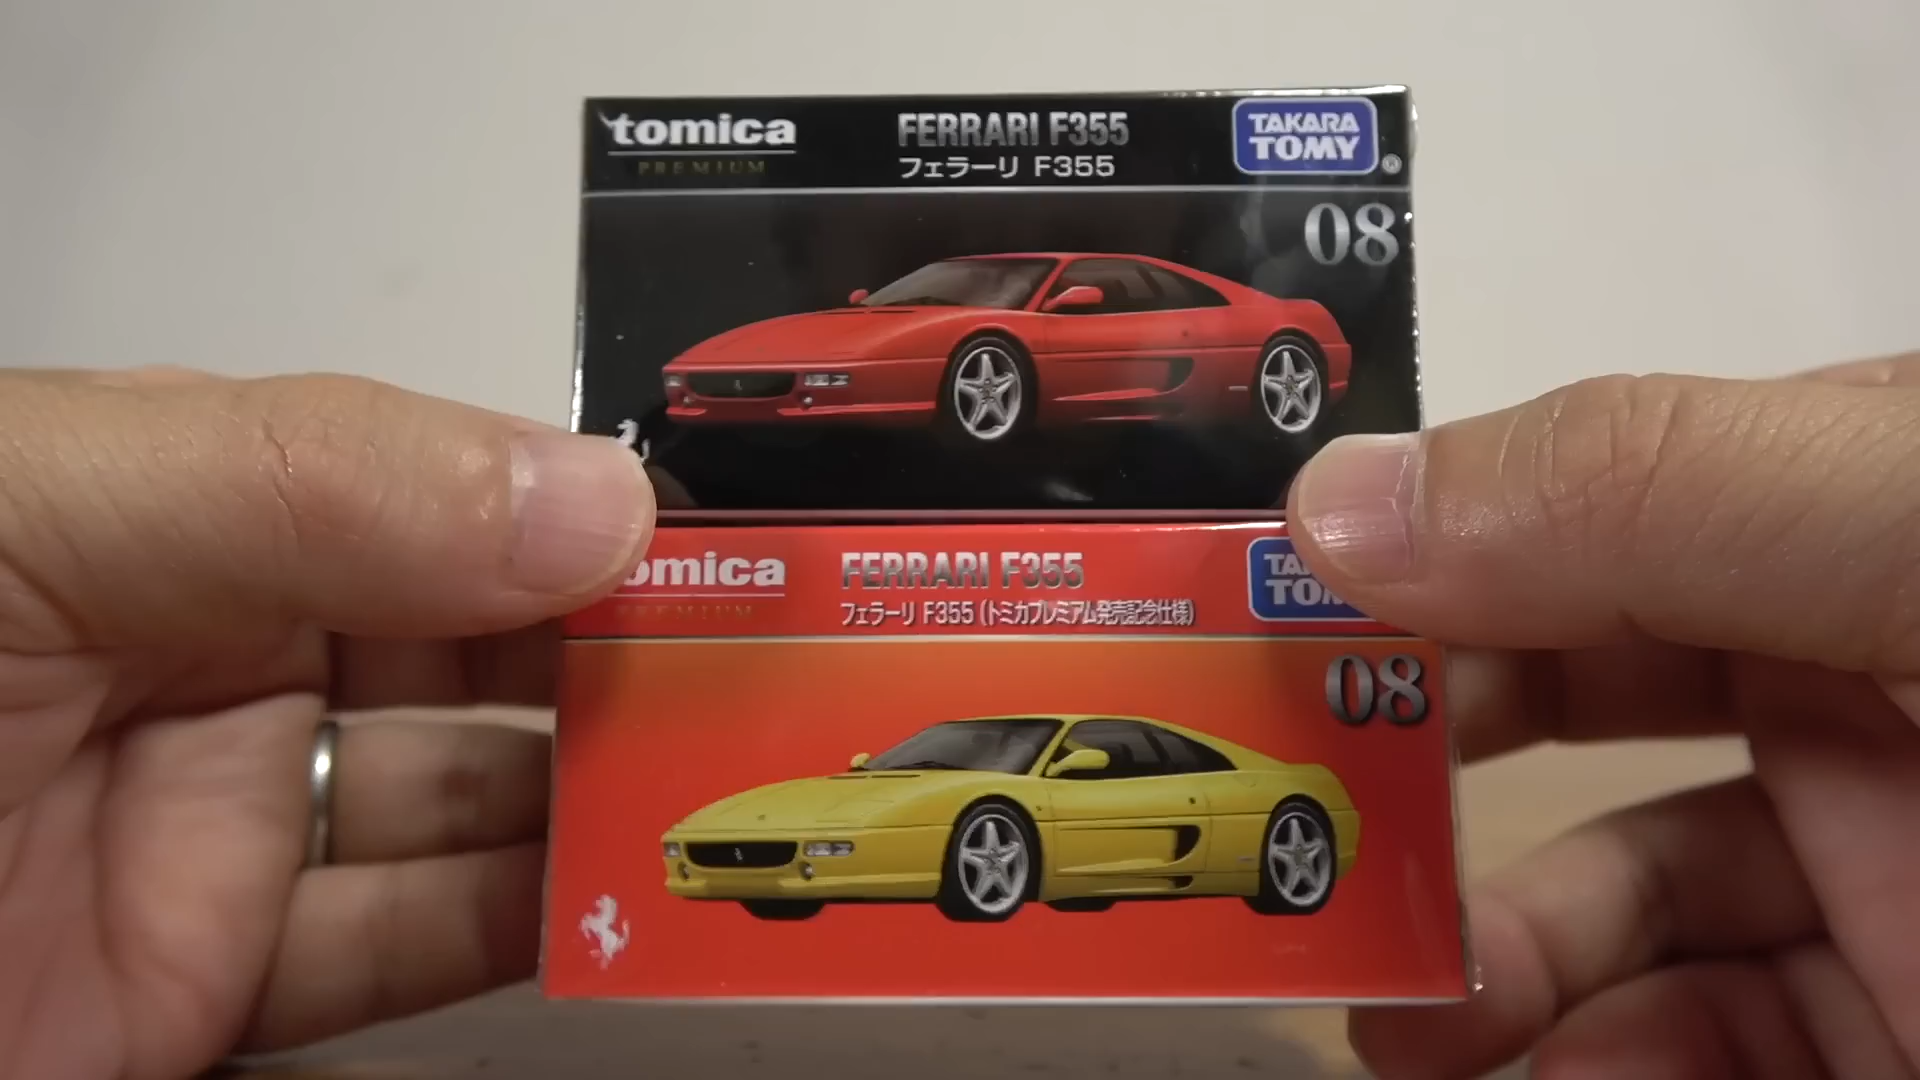 tomica
PREMIUM
FERRARI F355
フェラーリ F355
TAKARA
TOMY
®
08
omica
PREMIUM
FERRARI F355
フェラーリ F355 (トミカプレミアム発売記念仕様)
TA
TO
08